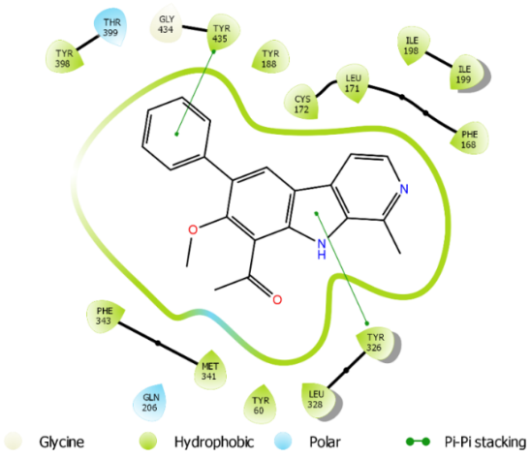 THR
399
GLY
434
TYR
435
TYR
398
TYR
188
ILE
198
ILE
199
LEU
171
CYS
172
PHE
168
N
O
N
H
O
PHE
343
MET
341
TYR
326
GLN
206
TYR
60
LEU
328
Glycine Hydrophobic Polar Pi-Pi stacking